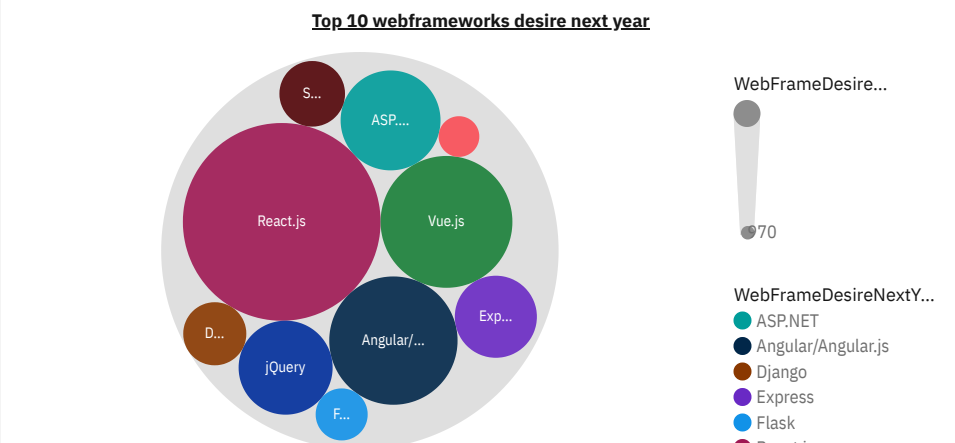 Top 10 webframeworks desire next year
S...
ASP....
React.js
Vue.js
Exp...
D...
Angular/...
jQuery
F...
WebFrameDesire...
970
WebFrameDesireNextY...
ASP.NET
Angular/Angular.js
Django
Express
Flask